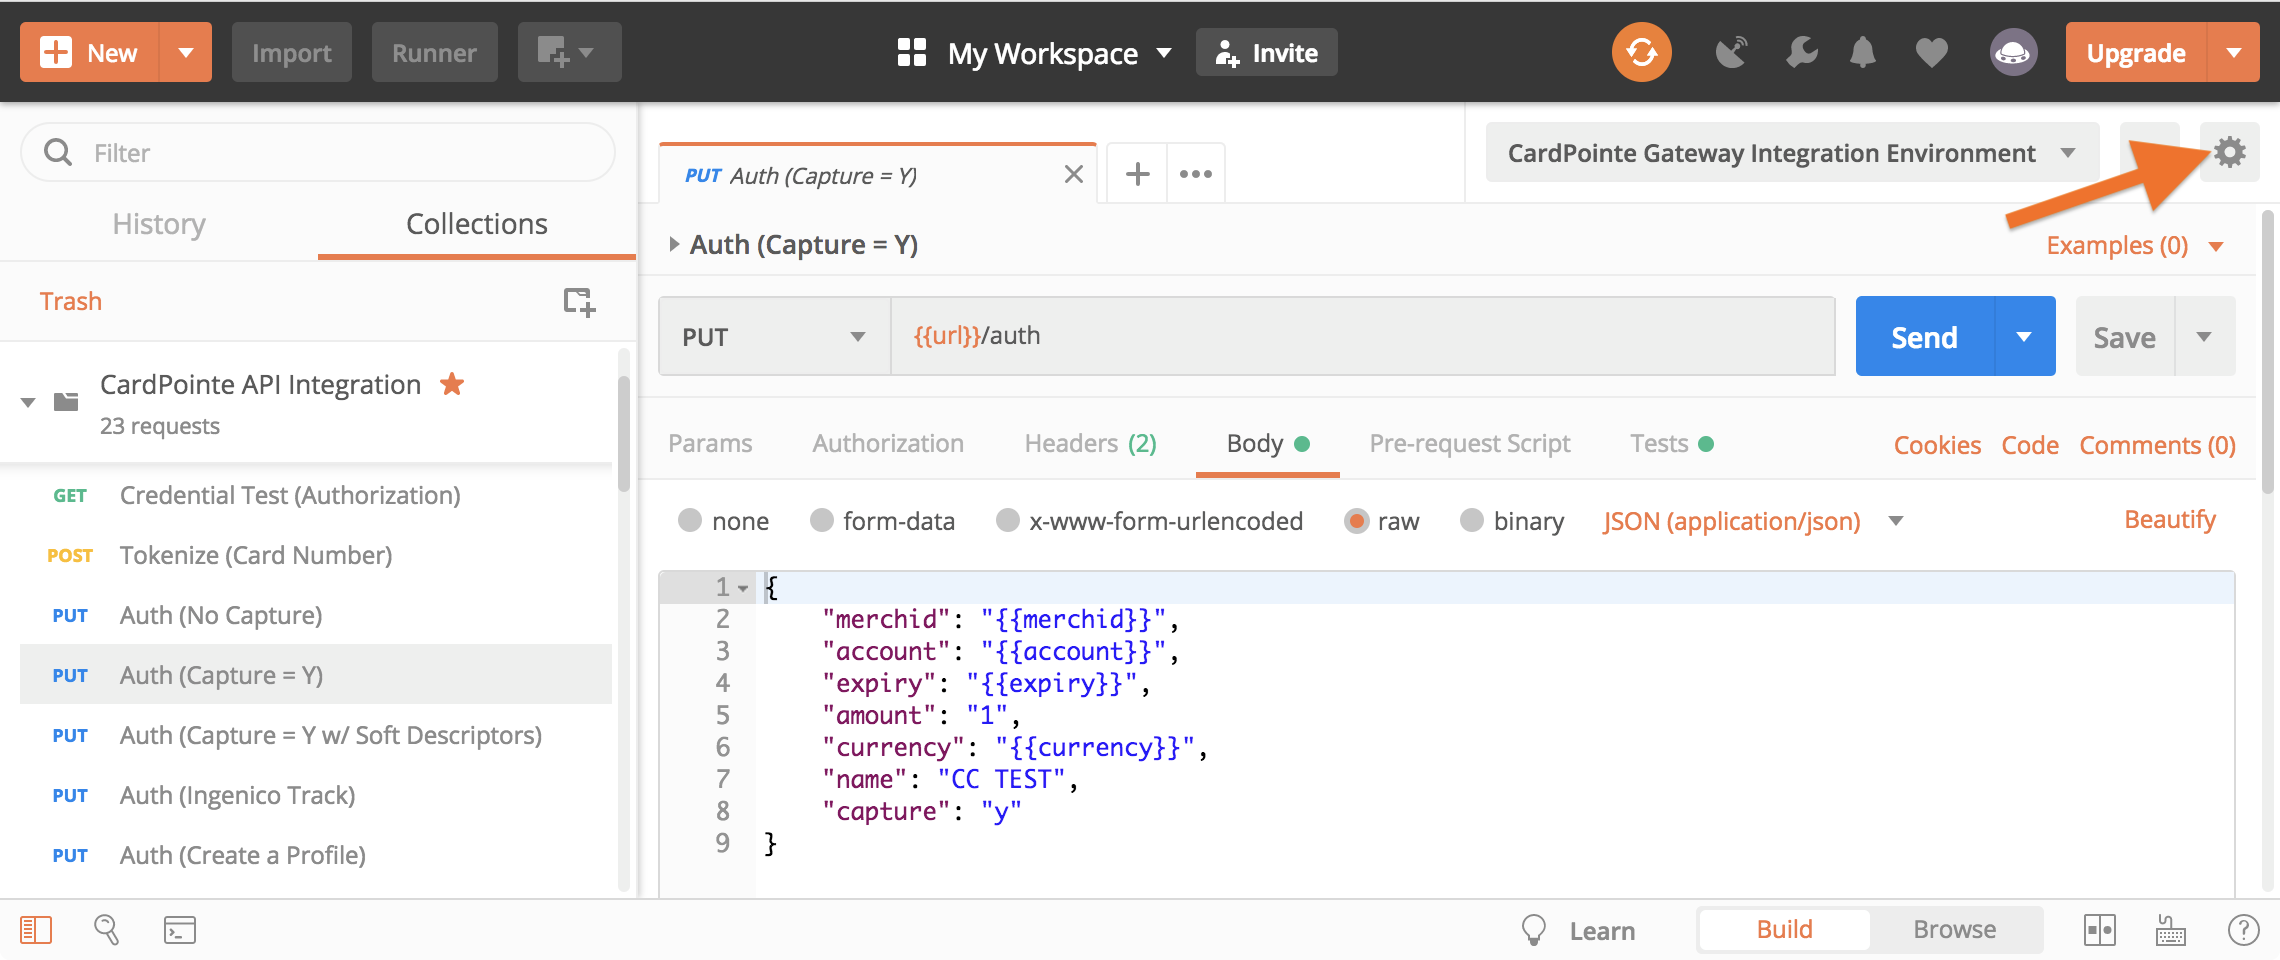 New
Import
Runner
My Workspace
Invite
Upgrade
Filter
History
Collections
Trash
CardPointe API Integration
23 requests
GET Credential Test (Authorization)
POST Tokenize (Card Number)
PUT Auth (No Capture)
PUT Auth (Capture = Y)
PUT Auth (Capture = Y w/ Soft Descriptors)
PUT Auth (Ingenico Track)
PUT Auth (Create a Profile)
PUT Auth (Capture = Y)
CardPointe Gateway Integration Environment
Auth (Capture = Y)
Examples (0)
PUT
{{url}}/auth
Send
Save
Params
Authorization
Headers (2)
Body
Pre-request Script
Tests
Cookies
Code
Comments (0)
none
form-data
x-www-form-urlencoded
raw
binary
JSON (application/json)
Beautify
1 {
2 "merchid": "{{merchid}}",
3 "account": "{{account}}",
4 "expiry": "{{expiry}}",
5 "amount": "1",
6 "currency": "{{currency}}",
7 "name": "CC TEST",
8 "capture": "y"
9 }
Learn
Build
Browse